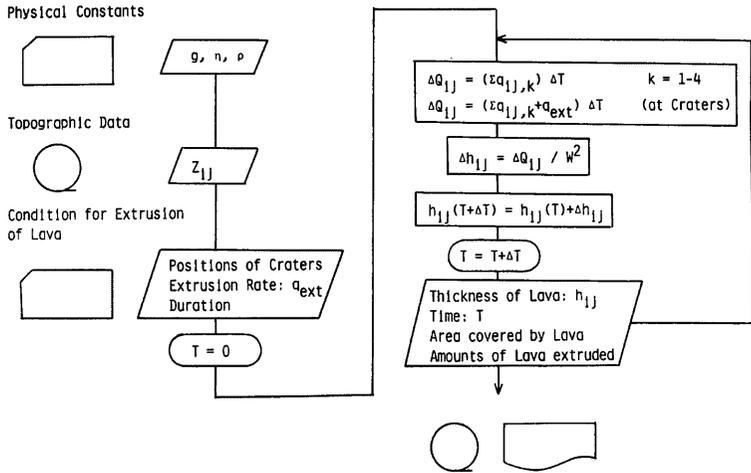 Physical Constants
g, η, ρ
Topographic Data
Z_ij
Condition for Extrusion
of Lava
Positions of Craters
Extrusion Rate: q_ext
Duration
T = 0
ΔQ_ij = (Σq_ij,k) ΔT k = 1-4
ΔQ_ij = (Σq_ij,k+q_ext) ΔT (at Craters)
Δh_ij = ΔQ_ij / W²
h_ij(T+ΔT) = h_ij(T)+Δh_ij
T = T+ΔT
Thickness of Lava: h_ij
Time: T
Area covered by Lava
Amounts of Lava extruded